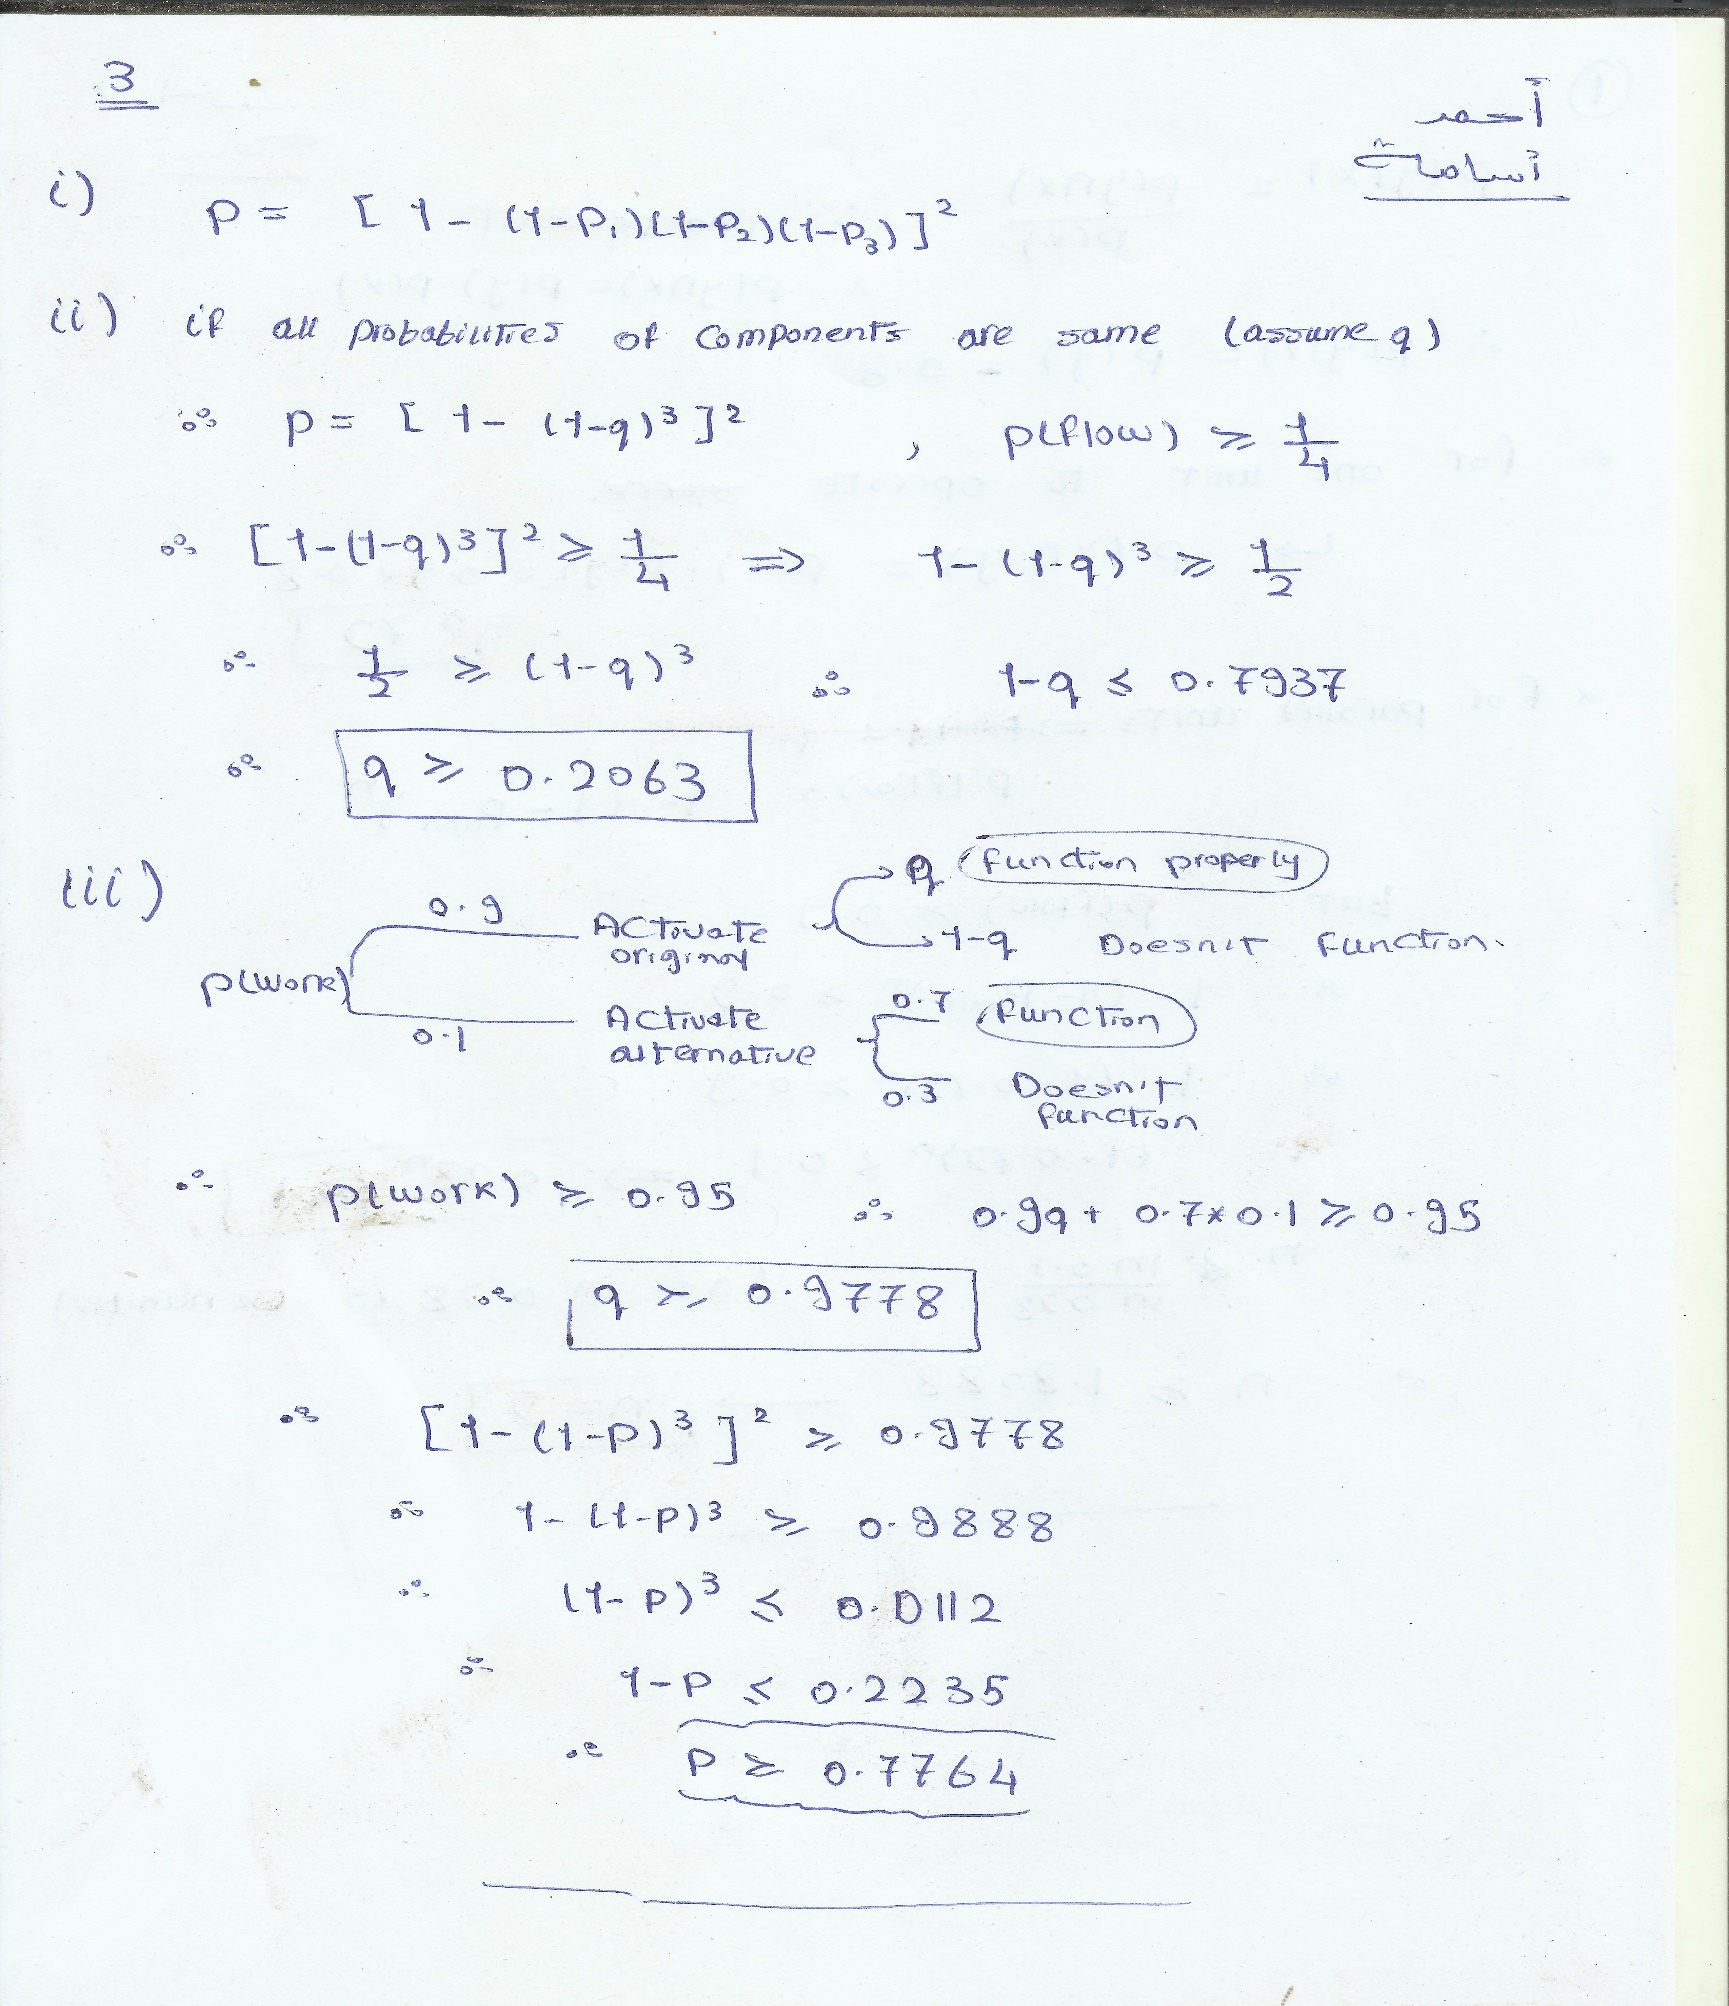 3
أحمد
أسامة
i) P = [ 1 - (1-P₁)(1-P₂)(1-P₃) ]²
ii) if all probabilities of components are same (assume q)
∴ P = [ 1 - (1-q)³ ]² , P(flow) ⩾ 1/4
∴ [1-(1-q)³]² ⩾ 1/4 ⇒ 1-(1-q)³ ⩾ 1/2
∴ 1/2 ⩾ (1-q)³ ∴ 1-q ⩽ 0.7937
∴ q ⩾ 0.2063
iii)
q function properly
0.9 Activate original
1-q Doesn't function.
P(work)
0.7 function
0.1 Activate alternative
0.3 Doesn't function
∴ P(work) ⩾ 0.95 ∴ 0.9q + 0.7*0.1 ⩾ 0.95
∴ q ⩾ 0.9778
∴ [1-(1-P)³]² ⩾ 0.9778
∴ 1-(1-P)³ ⩾ 0.9888
∴ (1-P)³ ⩽ 0.0112
∴ 1-P ⩽ 0.2235
∴ P ⩾ 0.7764